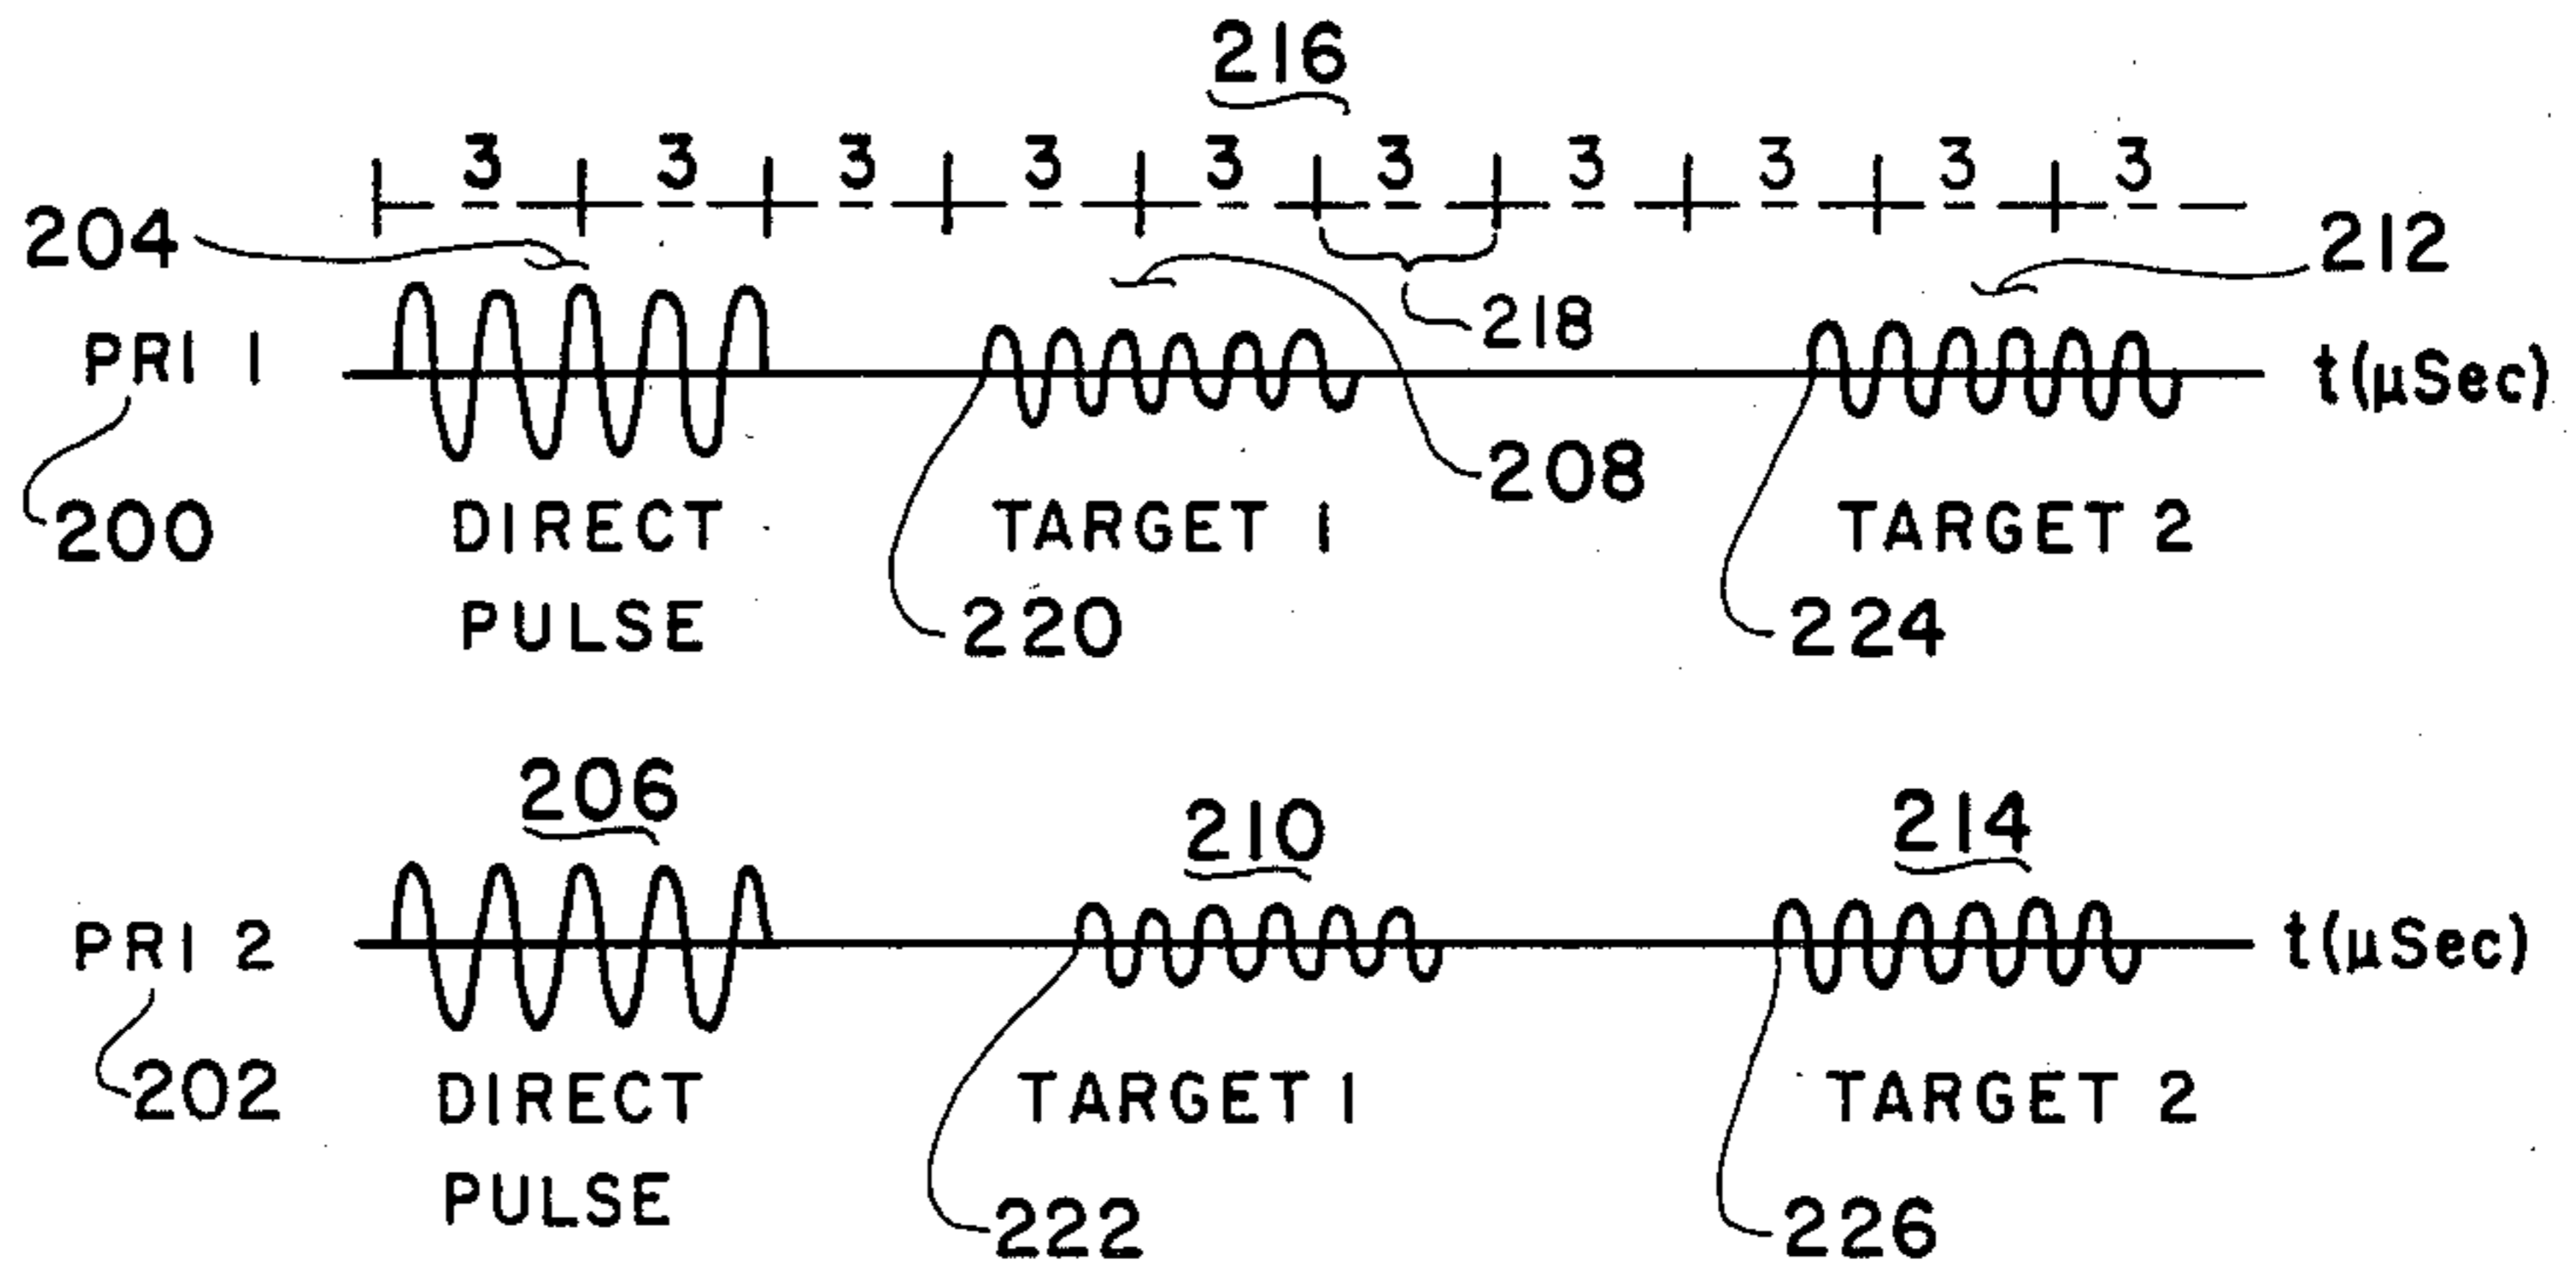 216
3 3 3 3 3 3 3 3 3 3
204 212
218
PRI 1 t(μSec)
208
200 DIRECT TARGET 1 TARGET 2
PULSE 220 224
206 210 214
PRI 2 t(μSec)
202 DIRECT TARGET 1 TARGET 2
PULSE 222 226